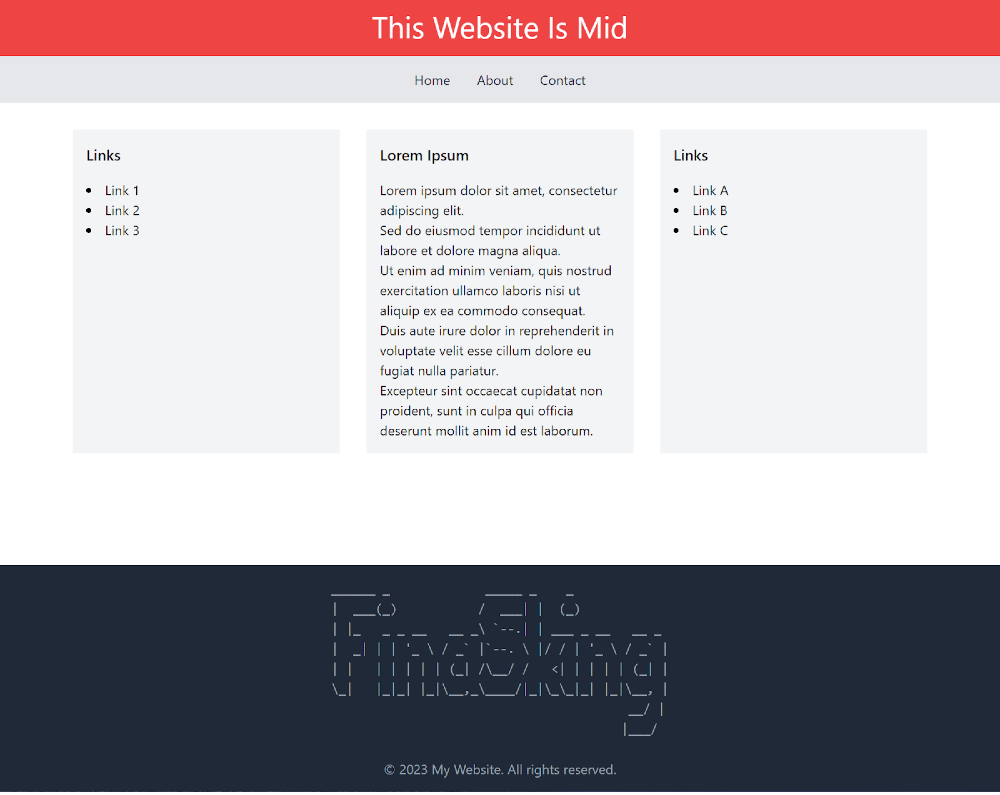 This Website Is Mid
Home About Contact
Links
Link 1
Link 2
Link 3
Lorem Ipsum
Lorem ipsum dolor sit amet, consectetur
adipiscing elit.
Sed do eiusmod tempor incididunt ut
labore et dolore magna aliqua.
Ut enim ad minim veniam, quis nostrud
exercitation ullamco laboris nisi ut
aliquip ex ea commodo consequat.
Duis aute irure dolor in reprehenderit in
voluptate velit esse cillum dolore eu
fugiat nulla pariatur.
Excepteur sint occaecat cupidatat non
proident, sunt in culpa qui officia
deserunt mollit anim id est laborum.
Links
Link A
Link B
Link C
FinaSking
© 2023 My Website. All rights reserved.